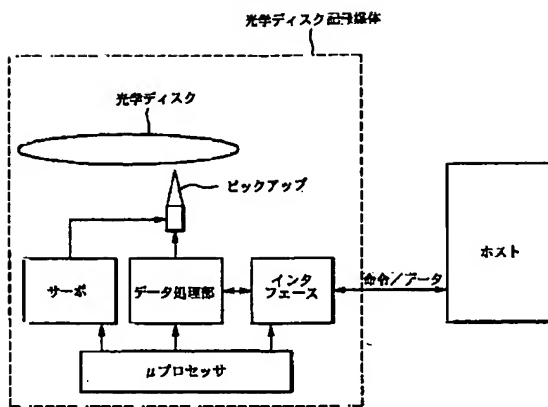 光学ディスク記録媒体
光学ディスク
ピックアップ
サーボ
データ処理部
インタ
フェース
命令/データ
ホスト
μプロセッサ